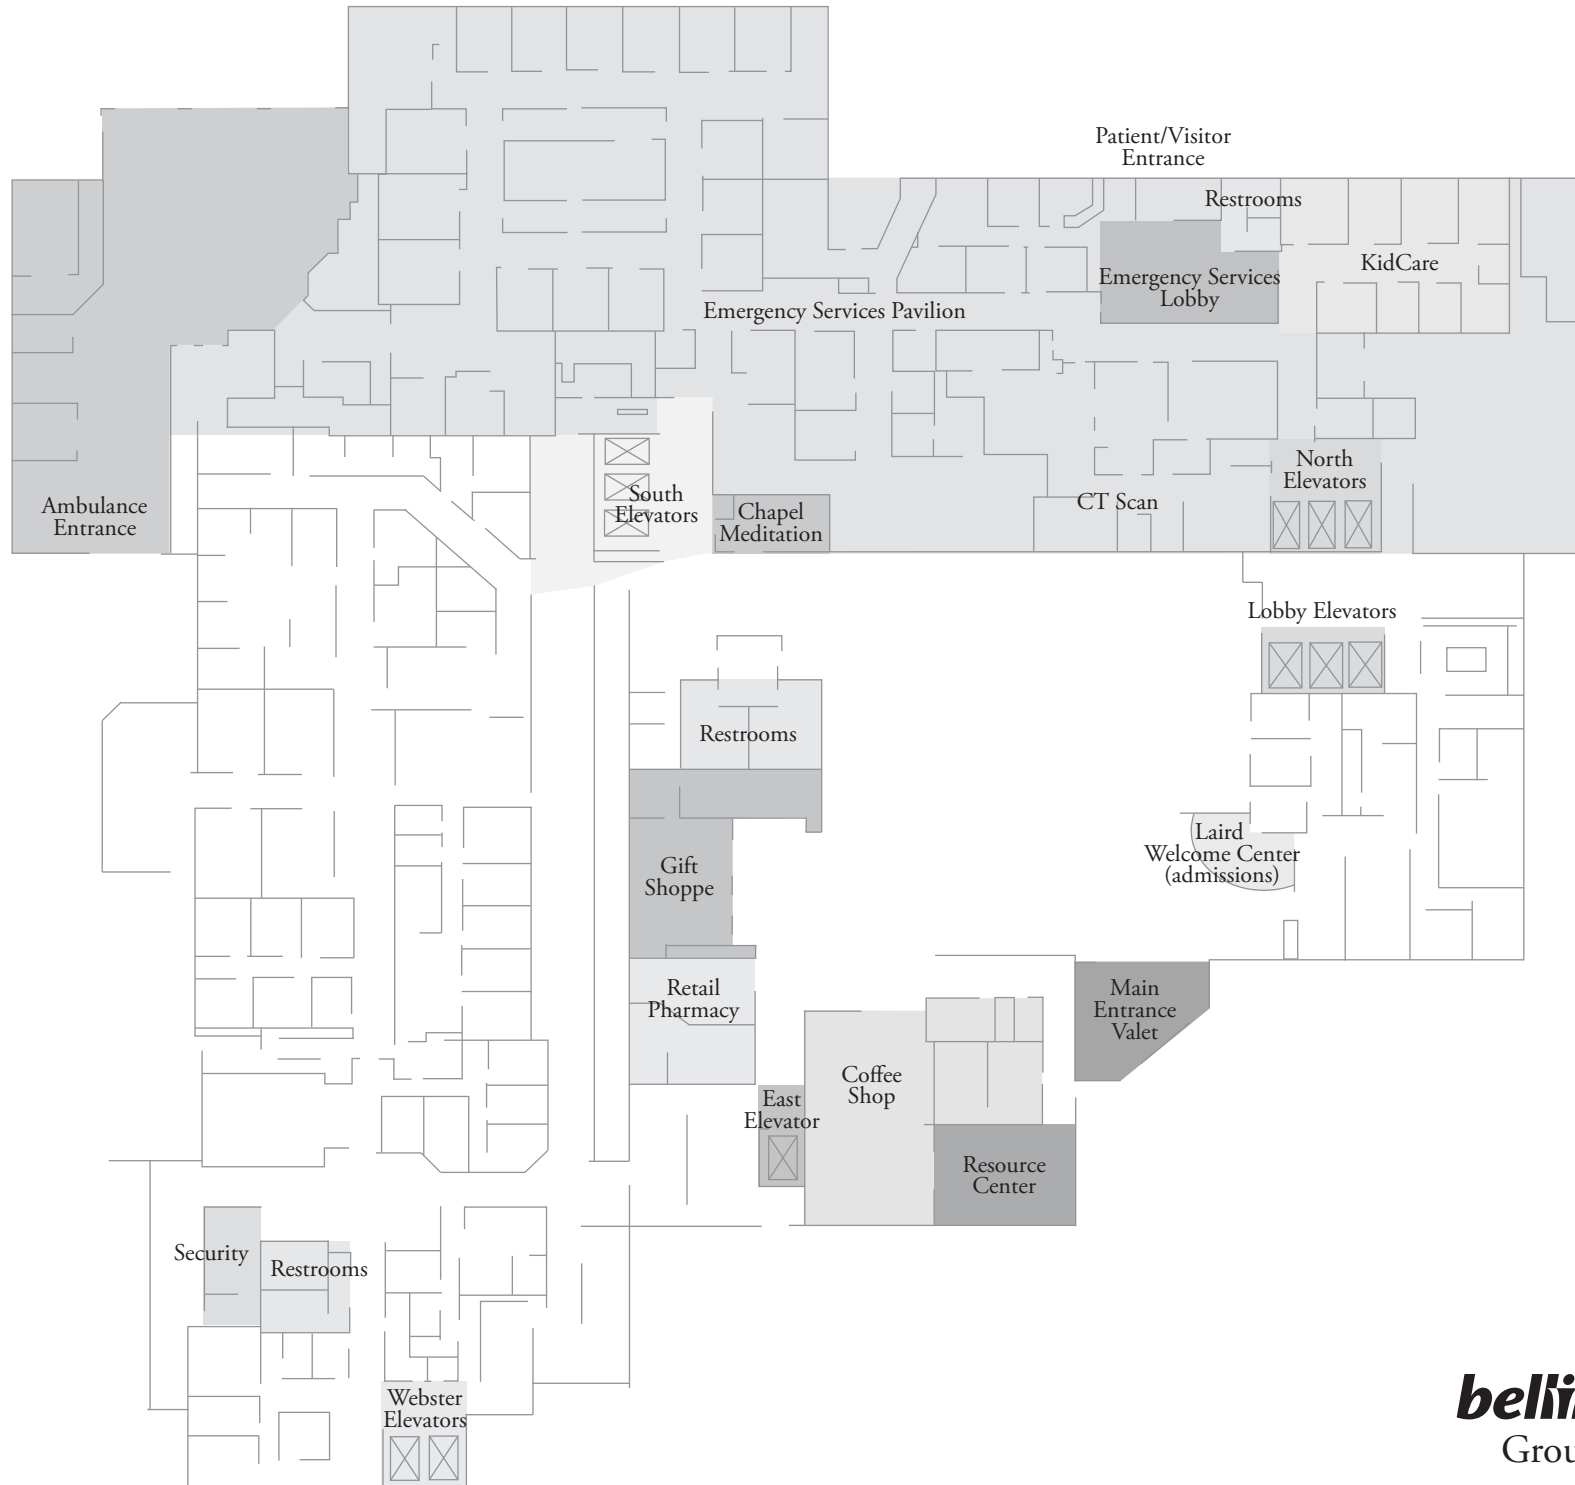 Patient/Visitor
Entrance
Restrooms
KidCare
Emergency Services
Lobby
Emergency Services Pavilion
North
Elevators
South
Elevators
CT Scan
Chapel
Meditation
Ambulance
Entrance
Lobby Elevators
Restrooms
Laird
Welcome Center
(admissions)
Gift
Shoppe
Retail
Pharmacy
Main
Entrance
Valet
Coffee
Shop
East
Elevator
Resource
Center
Security
Restrooms
Webster
Elevators